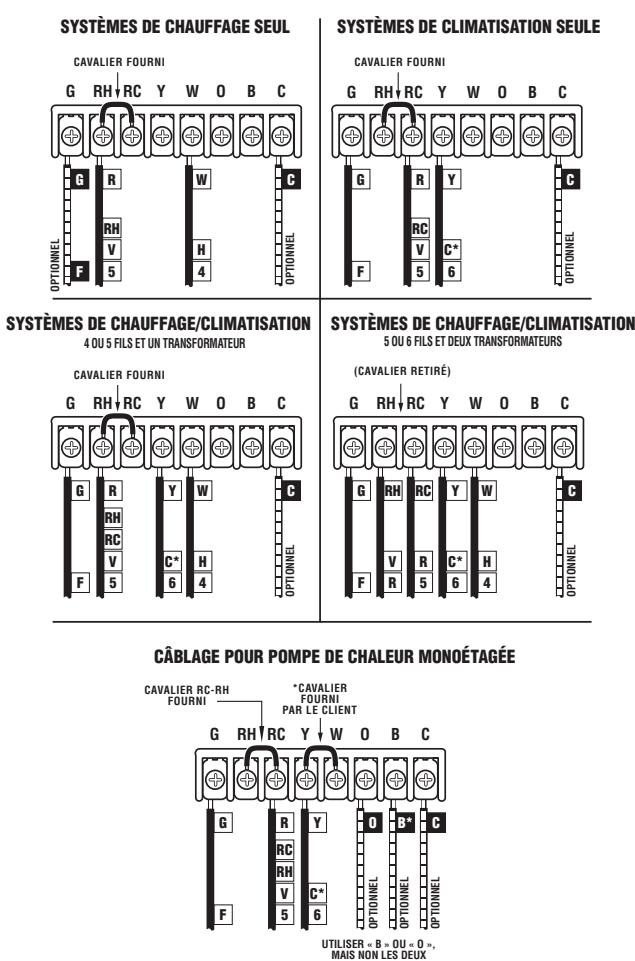 SYSTÈMES DE CHAUFFAGE SEUL
CAVALIER FOURNI
G RH RC Y W O B C
G R W C
RH
V H
F 5 4
OPTIONNEL OPTIONNEL
SYSTÈMES DE CLIMATISATION SEULE
CAVALIER FOURNI
G RH RC Y W O B C
G R Y C
RC
V C*
F 5 6
OPTIONNEL
SYSTÈMES DE CHAUFFAGE/CLIMATISATION
4 OU 5 FILS ET UN TRANSFORMATEUR
CAVALIER FOURNI
G RH RC Y W O B C
G R Y W C
RH
RC
V C* H
F 5 6 4
OPTIONNEL
SYSTÈMES DE CHAUFFAGE/CLIMATISATION
5 OU 6 FILS ET DEUX TRANSFORMATEURS
(CAVALIER RETIRÉ)
G RH RC Y W O B C
G RH RC Y W C
V R C* H
F R 5 6 4
OPTIONNEL
CÂBLAGE POUR POMPE DE CHALEUR MONOÉTAGÉE
CAVALIER RC-RH
FOURNI
*CAVALIER
FOURNI
PAR LE CLIENT
G RH RC Y W O B C
G R Y O B* C
RC
RH
V C*
F 5 6
OPTIONNEL OPTIONNEL OPTIONNEL
UTILISER « B » OU « O »,
MAIS NON LES DEUX